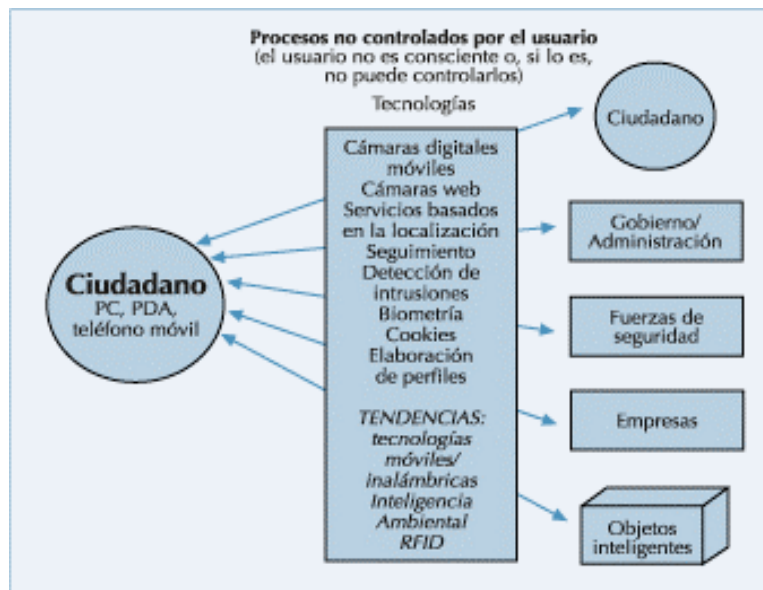 Procesos no controlados por el usuario
(el usuario no es consciente o, si lo es,
no puede controlarlos)
Tecnologías
Ciudadano
PC, PDA,
teléfono móvil
Cámaras digitales
móviles
Cámaras web
Servicios basados
en la localización
Seguimiento
Detección de
intrusiones
Biometría
Cookies
Elaboración
de perfiles
TENDENCIAS:
tecnologías
móviles/
inalámbricas
Inteligencia
Ambiental
RFID
Ciudadano
Gobierno/
Administración
Fuerzas de
seguridad
Empresas
Objetos
inteligentes